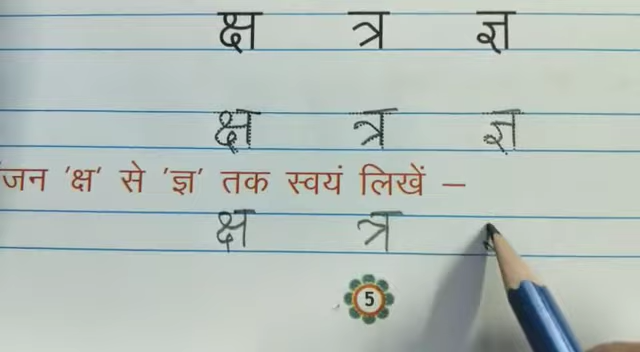 क्ष त्र ज्ञ
क्ष त्र ज्ञ
जन 'क्ष' से 'ज्ञ' तक स्वयं लिखें –
क्ष त्र
5